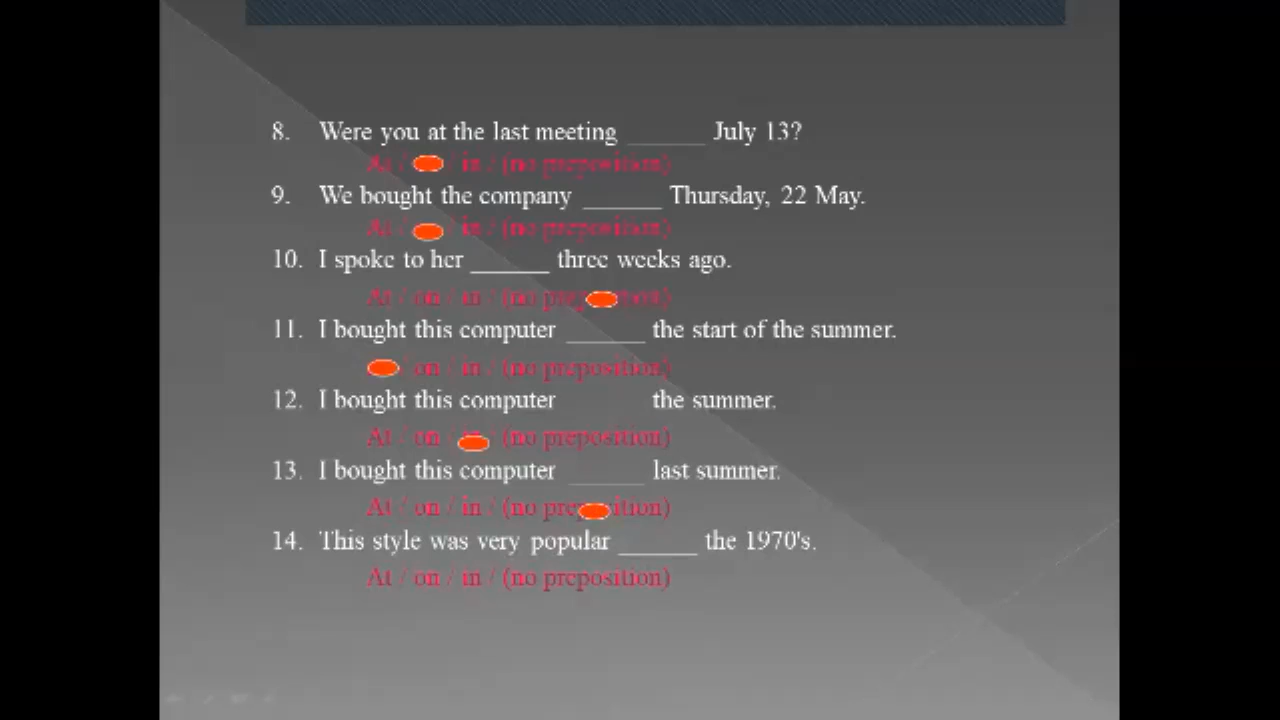 8. Were you at the last meeting ______ July 13?
At / / in / (no preposition)
9. We bought the company ______ Thursday, 22 May.
At / / in / (no preposition)
10. I spoke to her ______ three weeks ago.
At / on / in / (no
11. I bought this computer ______ the start of the summer.
/ on / in / (no preposition)
12. I bought this computer the summer.
At / on / / (no preposition)
13. I bought this computer ______ last summer.
At / on / in / (no
14. This style was very popular ______ the 1970's.
At / on / in / (no preposition)